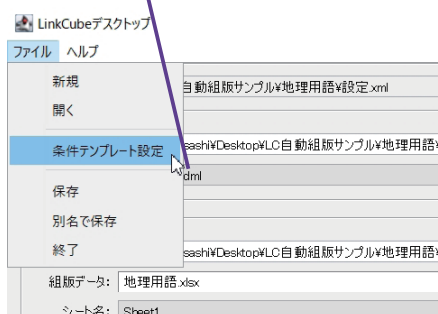 LinkCubeデスクトップ
ファイル ヘルプ
新規
自動組版サンプル¥地理用語¥設定.xml
開く
条件テンプレート設定
sashi¥Desktop¥LC自動組版サンプル¥地理用語¥
dml
保存
別名で保存
終了
sashi¥Desktop¥LC自動組版サンプル¥地理用語¥
組版データ: 地理用語.xlsx
シート名: Sheet1